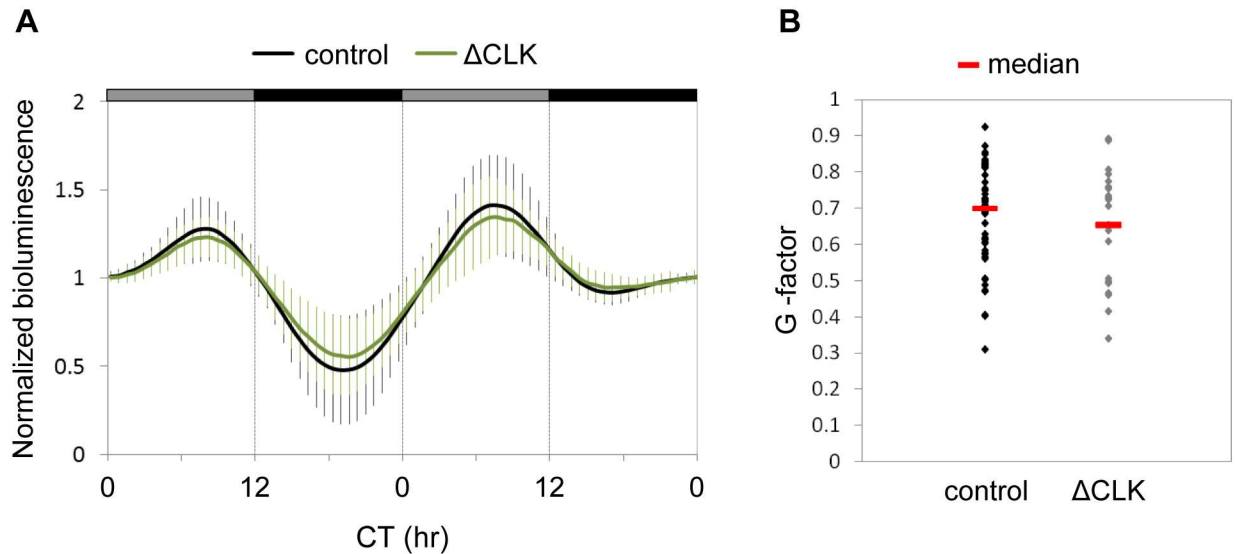 A
control ΔCLK
Normalized bioluminescence
2
1.5
1
0.5
0
0 12 0 12 0
CT (hr)
B
median
G -factor
1
0.9
0.8
0.7
0.6
0.5
0.4
0.3
0.2
0.1
0
control ΔCLK